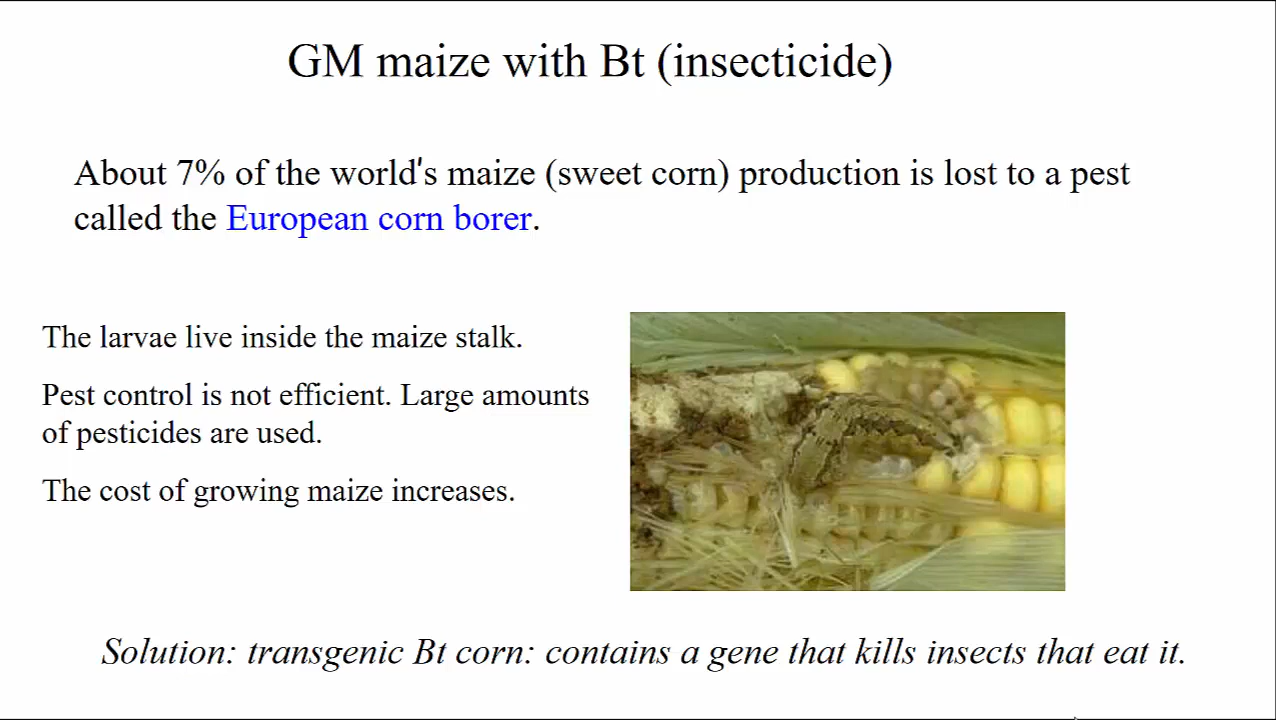 GM maize with Bt (insecticide)
About 7% of the world's maize (sweet corn) production is lost to a pest
called the European corn borer.
The larvae live inside the maize stalk.
Pest control is not efficient. Large amounts
of pesticides are used.
The cost of growing maize increases.
Solution: transgenic Bt corn: contains a gene that kills insects that eat it.